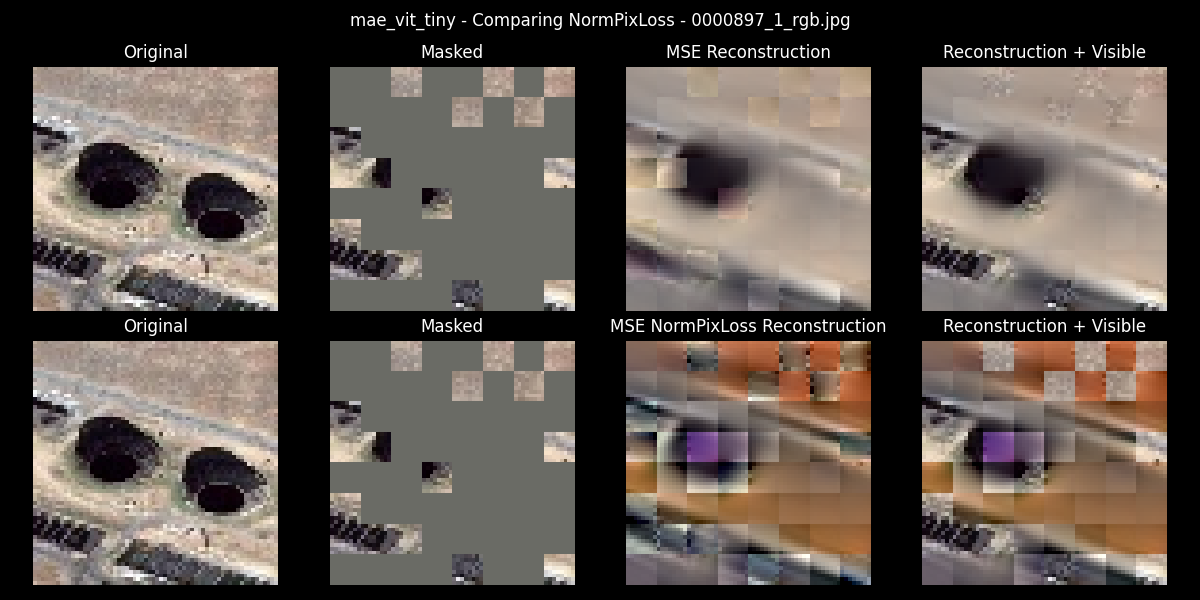 mae_vit_tiny - Comparing NormPixLoss - 0000897_1_rgb.jpg
Original
Masked
MSE Reconstruction
Reconstruction + Visible
Original
Masked
MSE NormPixLoss Reconstruction
Reconstruction + Visible